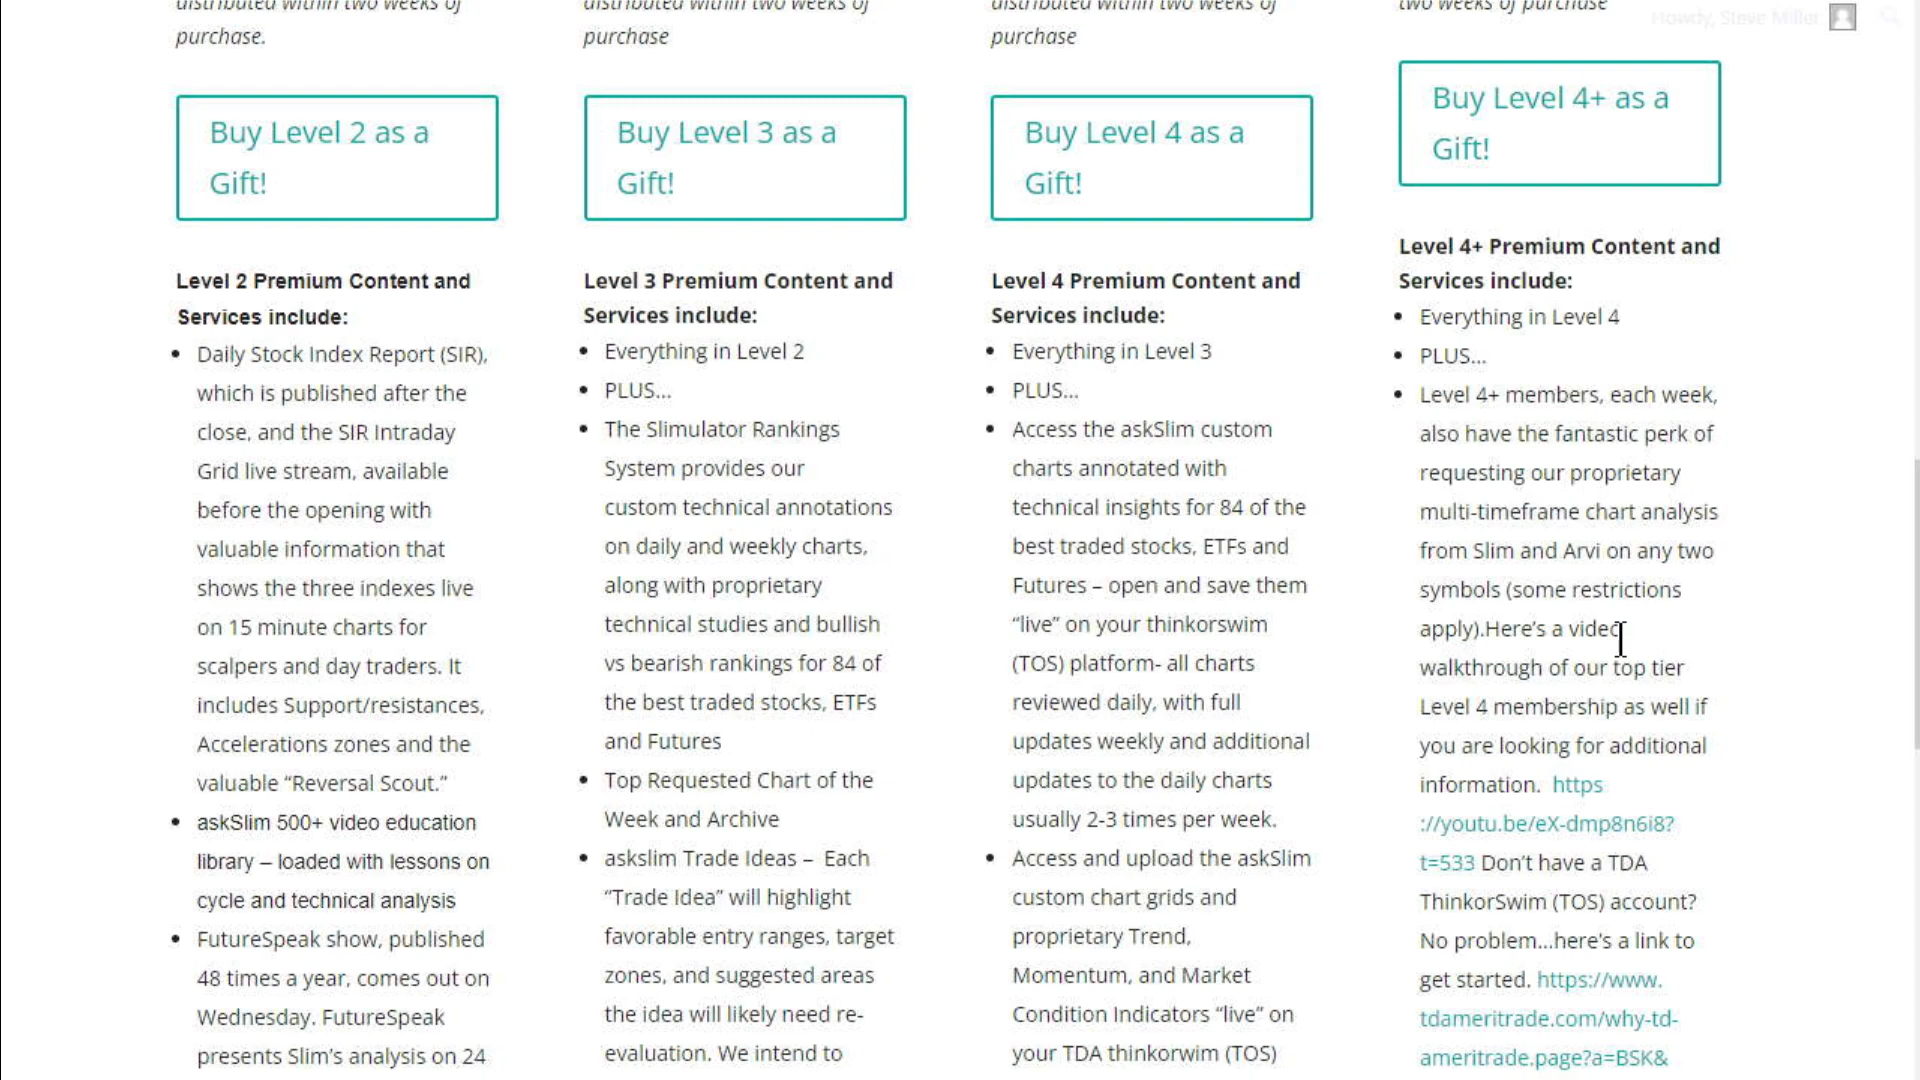 distributed within two weeks of
purchase.
Buy Level 2 as a
Gift!
Level 2 Premium Content and
Services include:
• Daily Stock Index Report (SIR),
which is published after the
close, and the SIR Intraday
Grid live stream, available
before the opening with
valuable information that
shows the three indexes live
on 15 minute charts for
scalpers and day traders. It
includes Support/resistances,
Accelerations zones and the
valuable “Reversal Scout.”
• askSlim 500+ video education
library – loaded with lessons on
cycle and technical analysis
• FutureSpeak show, published
48 times a year, comes out on
Wednesday. FutureSpeak
presents Slim’s analysis on 24
distributed within two weeks of
purchase
Buy Level 3 as a
Gift!
Level 3 Premium Content and
Services include:
• Everything in Level 2
• PLUS…
• The Slimulator Rankings
System provides our
custom technical annotations
on daily and weekly charts,
along with proprietary
technical studies and bullish
vs bearish rankings for 84 of
the best traded stocks, ETFs
and Futures
• Top Requested Chart of the
Week and Archive
• askslim Trade Ideas – Each
“Trade Idea” will highlight
favorable entry ranges, target
zones, and suggested areas
the idea will likely need re-
evaluation. We intend to
distributed within two weeks of
purchase
Buy Level 4 as a
Gift!
Level 4 Premium Content and
Services include:
• Everything in Level 3
• PLUS…
• Access the askSlim custom
charts annotated with
technical insights for 84 of the
best traded stocks, ETFs and
Futures – open and save them
“live” on your thinkorswim
(TOS) platform- all charts
reviewed daily, with full
updates weekly and additional
updates to the daily charts
usually 2-3 times per week.
• Access and upload the askSlim
custom chart grids and
proprietary Trend,
Momentum, and Market
Condition Indicators “live” on
your TDA thinkorwim (TOS)
two weeks of purchase
Howdy, Steve Miller
Buy Level 4+ as a
Gift!
Level 4+ Premium Content and
Services include:
• Everything in Level 4
• PLUS…
• Level 4+ members, each week,
also have the fantastic perk of
requesting our proprietary
multi-timeframe chart analysis
from Slim and Arvi on any two
symbols (some restrictions
apply).Here’s a video
walkthrough of our top tier
Level 4 membership as well if
you are looking for additional
information. https
://youtu.be/eX-dmp8n6i8?
t=533 Don’t have a TDA
ThinkorSwim (TOS) account?
No problem…here’s a link to
get started. https://www.
tdameritrade.com/why-td-
ameritrade.page?a=BSK&